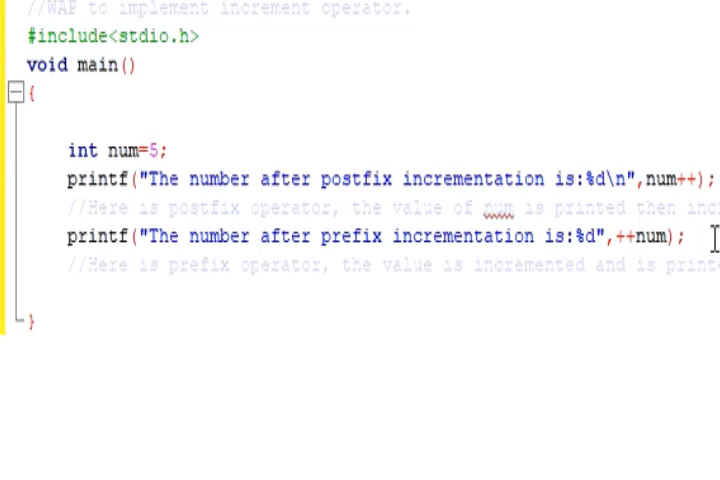 //WAP to implement increment operator.
#include<stdio.h>
void main()
{
int num=5;
printf("The number after postfix incrementation is:%d\n",num++);
//Here is postfix operator, the value of num is printed then
printf("The number after prefix incrementation is:%d",++num);
//Here is prefix operator, the value is incremented and is
}